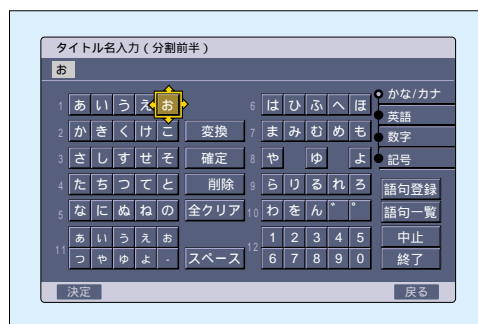 タイトル名入力(分割前半)
お
1 あ い う え お 6 は ひ ふ へ ほ かな/カナ
英語
2 か き く け こ 変換 7 ま み む め も 数字
3 さ し す せ そ 確定 8 や ゆ よ 記号
4 た ち つ て と 削除 9 ら り る れ ろ 語句登録
5 な に ぬ ね の 全クリア 10 わ を ん ゛ ゜ 語句一覧
11 ぁ ぃ ぅ ぇ ぉ 12 1 2 3 4 5 中止
っ ゃ ゅ ょ - スペース 6 7 8 9 0 終了
決定 戻る